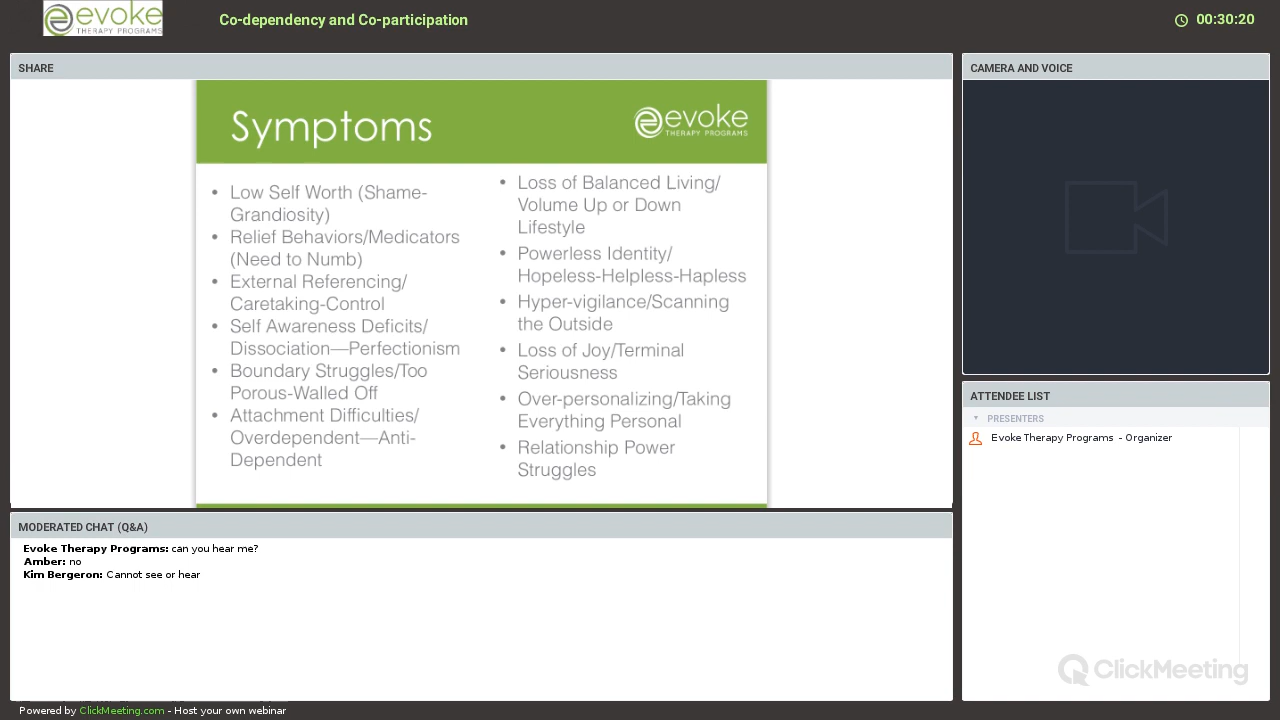 evoke
THERAPY PROGRAMS
Co-dependency and Co-participation
00:30:20
SHARE
Symptoms
evoke
THERAPY PROGRAMS
• Low Self Worth (Shame-
Grandiosity)
• Relief Behaviors/Medicators
(Need to Numb)
• External Referencing/
Caretaking-Control
• Self Awareness Deficits/
Dissociation—Perfectionism
• Boundary Struggles/Too
Porous-Walled Off
• Attachment Difficulties/
Overdependent—Anti-
Dependent
• Loss of Balanced Living/
Volume Up or Down
Lifestyle
• Powerless Identity/
Hopeless-Helpless-Hapless
• Hyper-vigilance/Scanning
the Outside
• Loss of Joy/Terminal
Seriousness
• Over-personalizing/Taking
Everything Personal
• Relationship Power
Struggles
CAMERA AND VOICE
ATTENDEE LIST
PRESENTERS
Evoke Therapy Programs - Organizer
MODERATED CHAT (Q&A)
Evoke Therapy Programs: can you hear me?
Amber: no
Kim Bergeron: Cannot see or hear
ClickMeeting
Powered by ClickMeeting.com - Host your own webinar